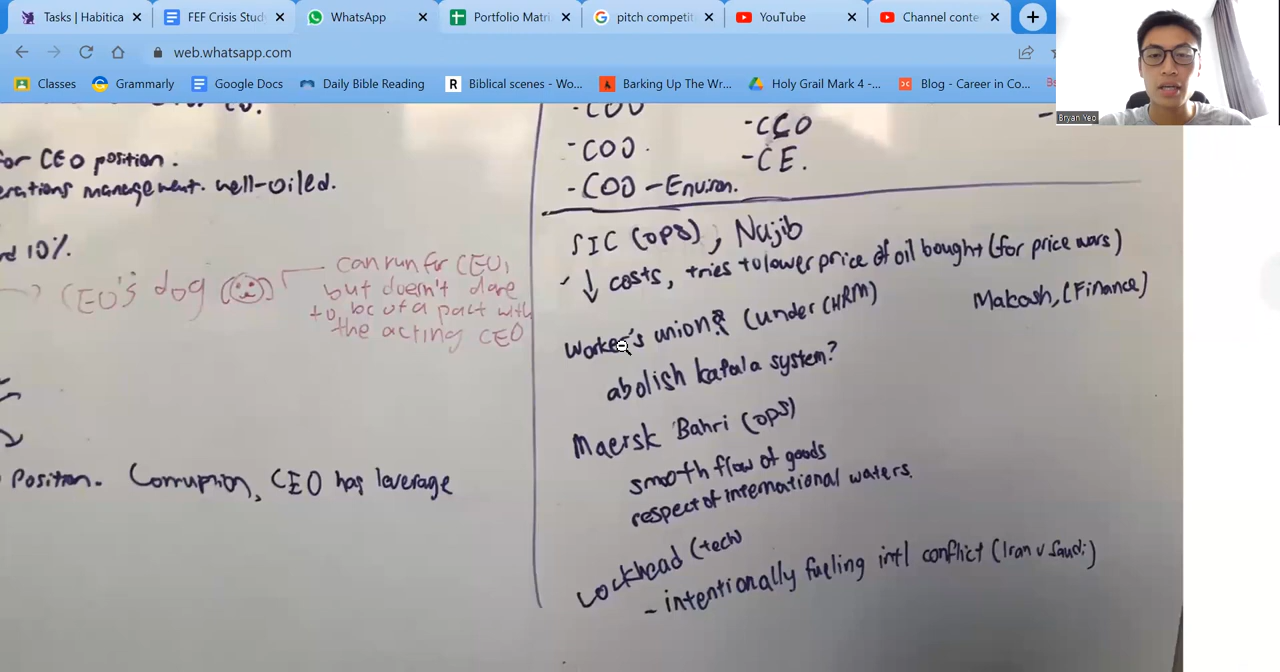 Tasks | Habitica
FEF Crisis Stud
WhatsApp
Portfolio Matri
pitch competit
YouTube
Channel conte
web.whatsapp.com
Classes
Grammarly
Google Docs
Daily Bible Reading
Biblical scenes - Wo...
Barking Up The Wr...
Holy Grail Mark 4 -...
Blog - Career in Co...
Bryan Yeo
for CEO position.
erations management. well-oiled.
10%
CEO's dog
can run for CEO,
but doesn't dare
to, bc of a pact with
the acting CEO
Position. Corruption, CEO has leverage
- COO
- COO.
- COO - Environ.
- CCO
- CE.
SIC (ops), Najib
↓ costs, tries to lower price of oil bought (for price wars)
Makash, (Finance)
Worker's union? (under CHRM)
abolish kafala system?
Maersk Bahri (ops)
smooth flow of goods
respect of international waters.
Lockhead (tech)
- intentionally fueling int'l conflict (Iran v Saudi)